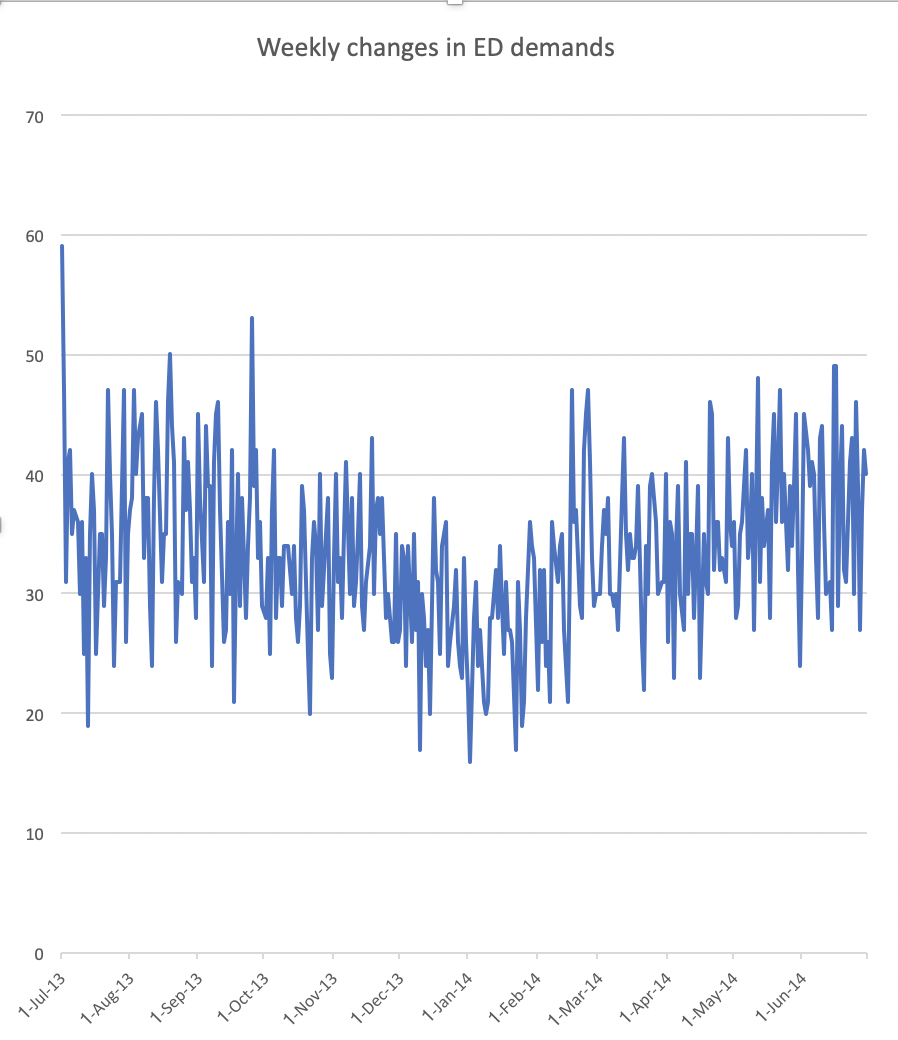 Weekly changes in ED demands
70
60
50
40
30
20
10
0
1-Jul-13
1-Aug-13
1-Sep-13
1-Oct-13
1-Nov-13
1-Dec-13
1-Jan-14
1-Feb-14
1-Mar-14
1-Apr-14
1-May-14
1-Jun-14